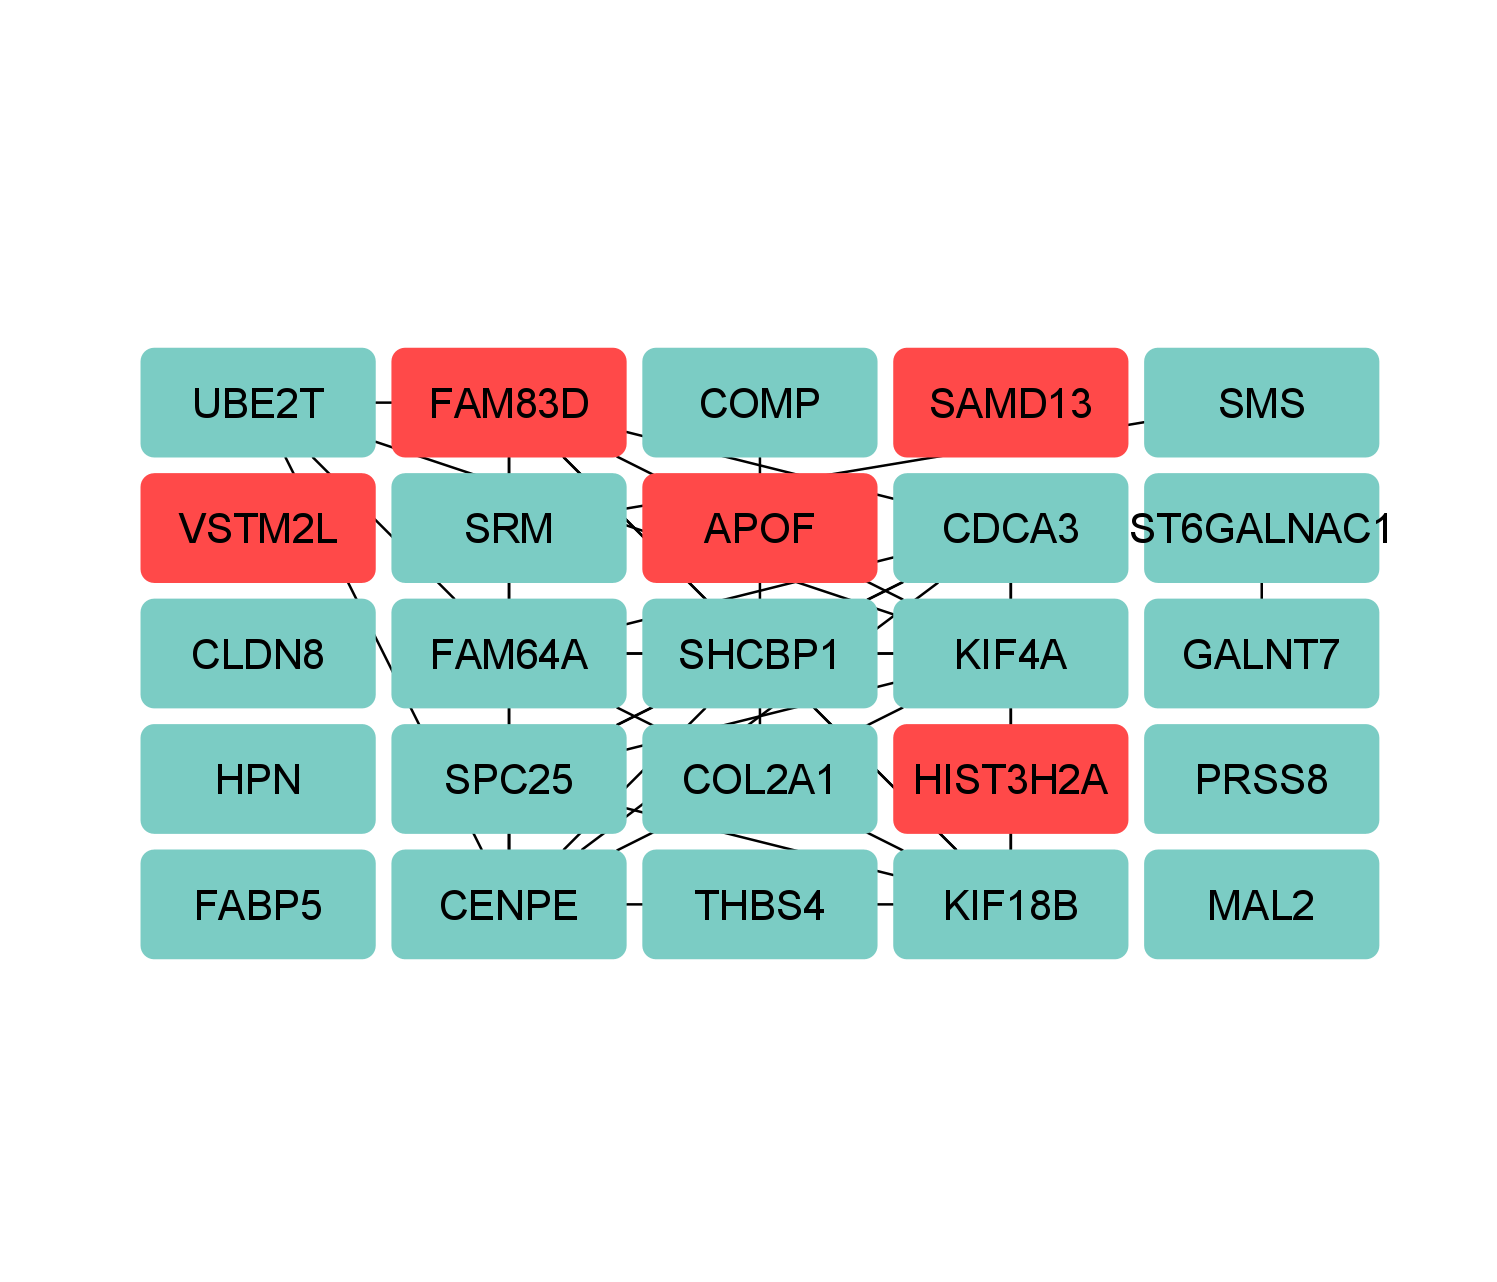 UBE2T FAM83D COMP SAMD13 SMS
VSTM2L SRM APOF CDCA3 ST6GALNAC1
CLDN8 FAM64A SHCBP1 KIF4A GALNT7
HPN SPC25 COL2A1 HIST3H2A PRSS8
FABP5 CENPE THBS4 KIF18B MAL2